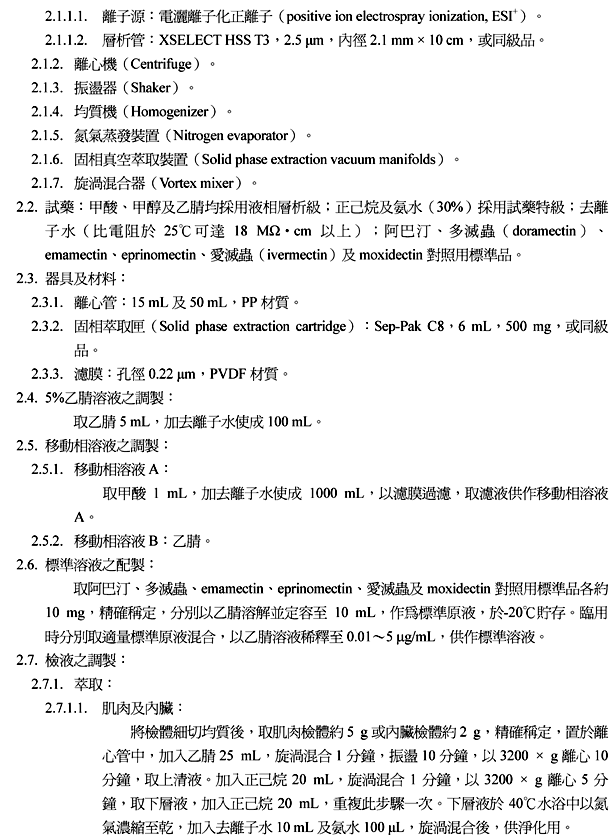 2.1.1.1. 離子源：電灑離子化正離子（positive ion electrospray ionization, ESI⁺）。
2.1.1.2. 層析管：XSELECT HSS T3，2.5 μm，內徑 2.1 mm × 10 cm，或同級品。
2.1.2. 離心機（Centrifuge）。
2.1.3. 振盪器（Shaker）。
2.1.4. 均質機（Homogenizer）。
2.1.5. 氮氣蒸發裝置（Nitrogen evaporator）。
2.1.6. 固相真空萃取裝置（Solid phase extraction vacuum manifolds）。
2.1.7. 旋渦混合器（Vortex mixer）。
2.2. 試藥：甲酸、甲醇及乙腈均採用液相層析級；正己烷及氨水（30%）採用試藥特級；去離
子水（比電阻於 25℃可達 18 MΩ・cm 以上）；阿巴汀、多滅蟲（doramectin）、
emamectin、eprinomectin、愛滅蟲（ivermectin）及 moxidectin 對照用標準品。
2.3. 器具及材料：
2.3.1. 離心管：15 mL 及 50 mL，PP 材質。
2.3.2. 固相萃取匣（Solid phase extraction cartridge）：Sep-Pak C8，6 mL，500 mg，或同級
品。
2.3.3. 濾膜：孔徑 0.22 μm，PVDF 材質。
2.4. 5%乙腈溶液之調製：
取乙腈 5 mL，加去離子水使成 100 mL。
2.5. 移動相溶液之調製：
2.5.1. 移動相溶液 A：
取甲酸 1 mL，加去離子水使成 1000 mL，以濾膜過濾，取濾液供作移動相溶液
A。
2.5.2. 移動相溶液 B：乙腈。
2.6. 標準溶液之配製：
取阿巴汀、多滅蟲、emamectin、eprinomectin、愛滅蟲及 moxidectin 對照用標準品各約
10 mg，精確稱定，分別以乙腈溶解並定容至 10 mL，作爲標準原液，於-20℃貯存。臨用
時分別取適量標準原液混合，以乙腈溶液稀釋至 0.01～5 μg/mL，供作標準溶液。
2.7. 檢液之調製：
2.7.1. 萃取：
2.7.1.1. 肌肉及內臟：
將檢體細切均質後，取肌肉檢體約 5 g 或內臟檢體約 2 g，精確稱定，置於離
心管中，加入乙腈 25 mL，旋渦混合 1 分鐘，振盪 10 分鐘，以 3200 × g 離心 10
分鐘，取上清液。加入正己烷 20 mL，旋渦混合 1 分鐘，以 3200 × g 離心 5 分
鐘，取下層液，加入正己烷 20 mL，重複此步驟一次。下層液於 40℃水浴中以氮
氣濃縮至乾，加入去離子水 10 mL 及氨水 100 μL，旋渦混合後，供淨化用。